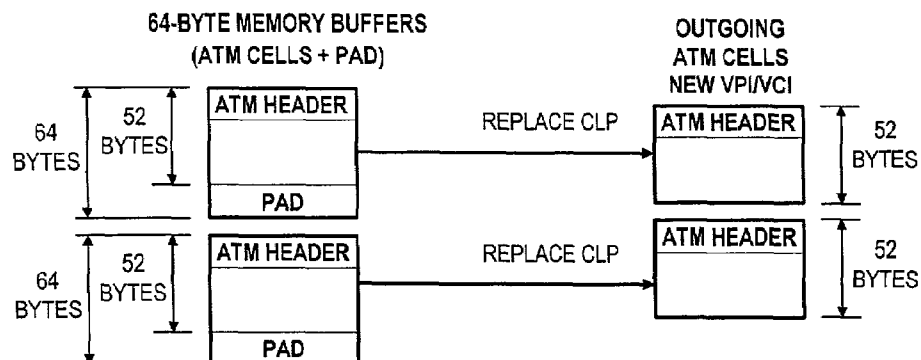 64-BYTE MEMORY BUFFERS
(ATM CELLS + PAD)
OUTGOING
ATM CELLS
NEW VPI/VCI
64
BYTES
52
BYTES
ATM HEADER
PAD
REPLACE CLP
ATM HEADER
52
BYTES
64
BYTES
52
BYTES
ATM HEADER
PAD
REPLACE CLP
ATM HEADER
52
BYTES